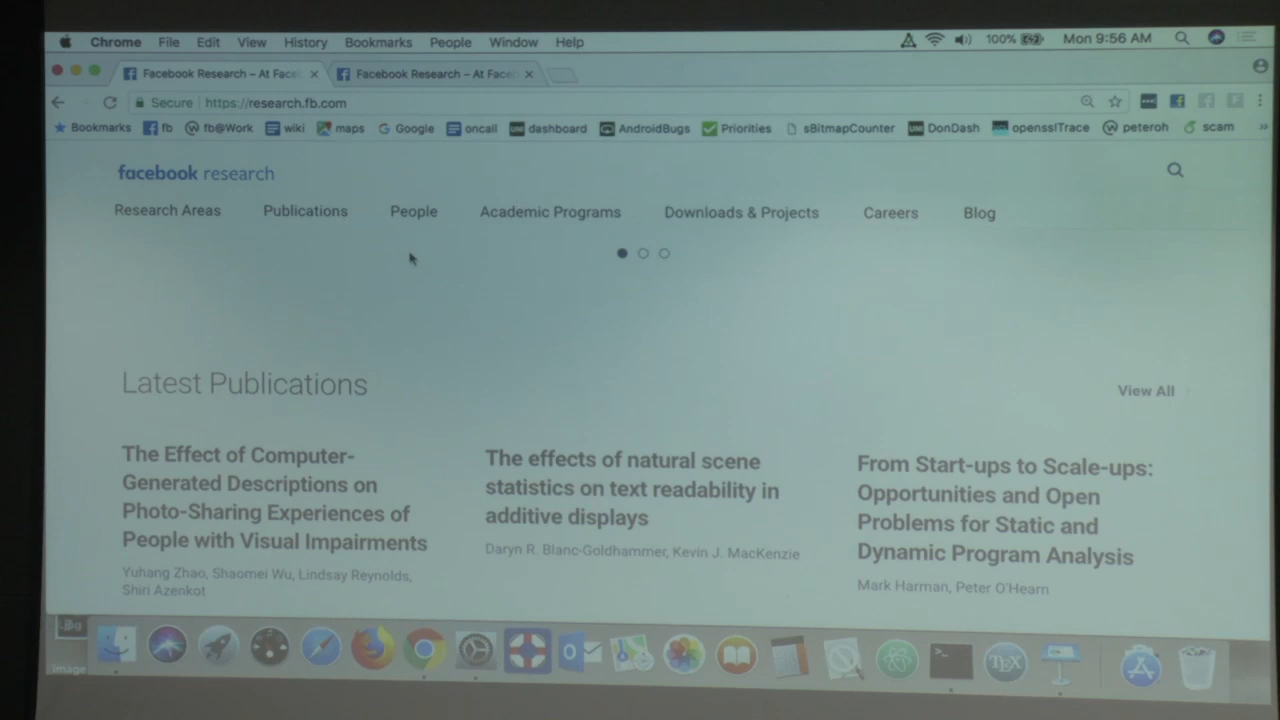 Chrome File Edit View History Bookmarks People Window Help 100% Mon 9:56 AM
Facebook Research – At Face Facebook Research – At Face
Secure https://research.fb.com
Bookmarks fb fb@Work wiki maps Google oncall dashboard AndroidBugs Priorities sBitmapCounter DonDash opensslTrace peteroh scam »
facebook research
Research Areas Publications People Academic Programs Downloads & Projects Careers Blog
Latest Publications View All
The Effect of Computer-
Generated Descriptions on
Photo-Sharing Experiences of
People with Visual Impairments
Yuhang Zhao, Shaomei Wu, Lindsay Reynolds,
Shiri Azenkot
The effects of natural scene
statistics on text readability in
additive displays
Daryn R. Blanc-Goldhammer, Kevin J. MacKenzie
From Start-ups to Scale-ups:
Opportunities and Open
Problems for Static and
Dynamic Program Analysis
Mark Harman, Peter O'Hearn
TEX